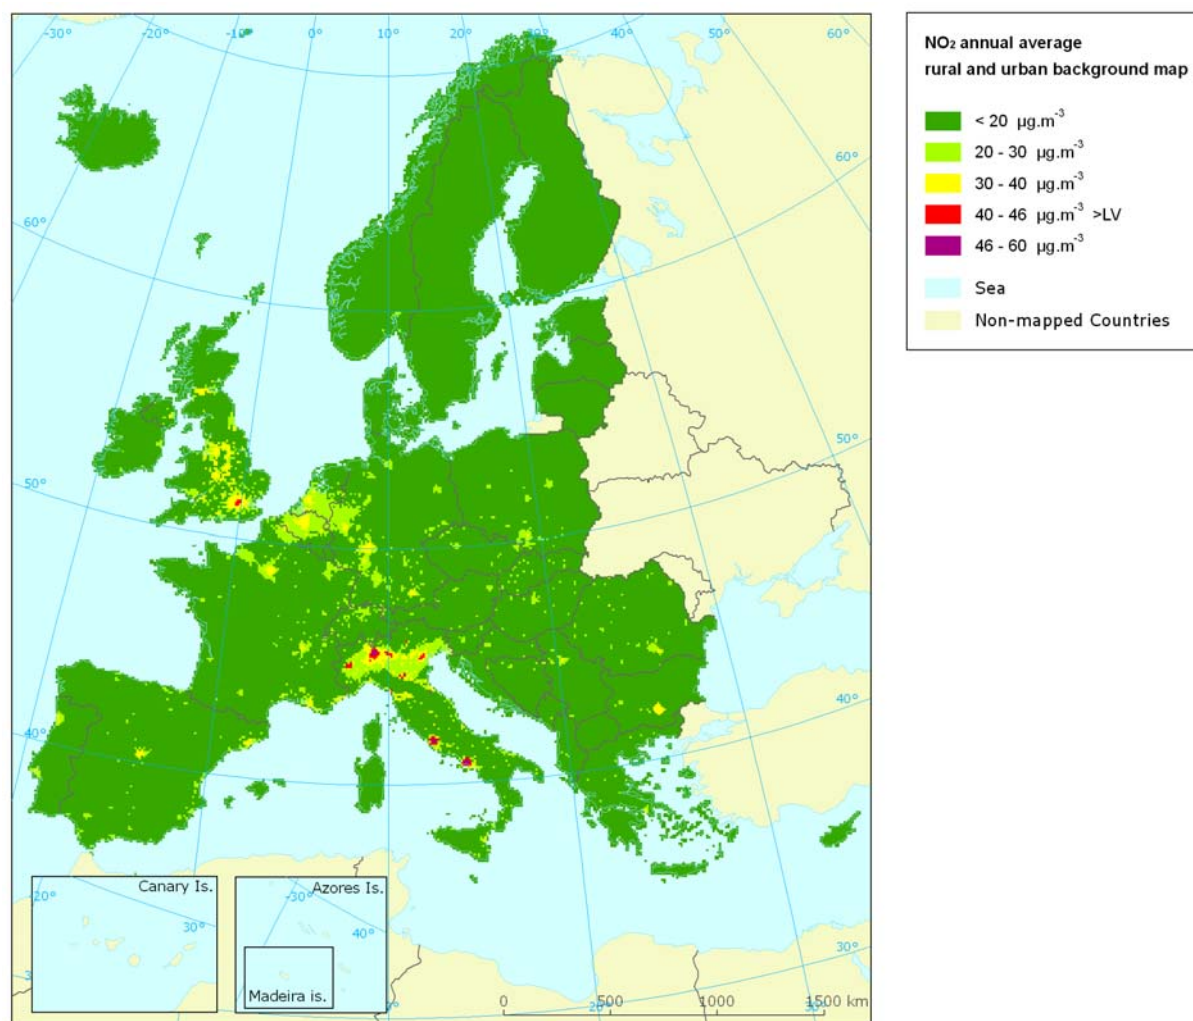 -30° -20° -10° 0° 10° 20° 30° 40° 50° 60°
60°
60°
50°
50°
40°
40°
Canary Is.
-20°
30°
Azores Is.
-30°
40°
Madeira is.
30°
0 500 1000 1500 km
NO₂ annual average
rural and urban background map
< 20 µg.m⁻³
20 - 30 µg.m⁻³
30 - 40 µg.m⁻³
40 - 46 µg.m⁻³ >LV
46 - 60 µg.m⁻³
Sea
Non-mapped Countries